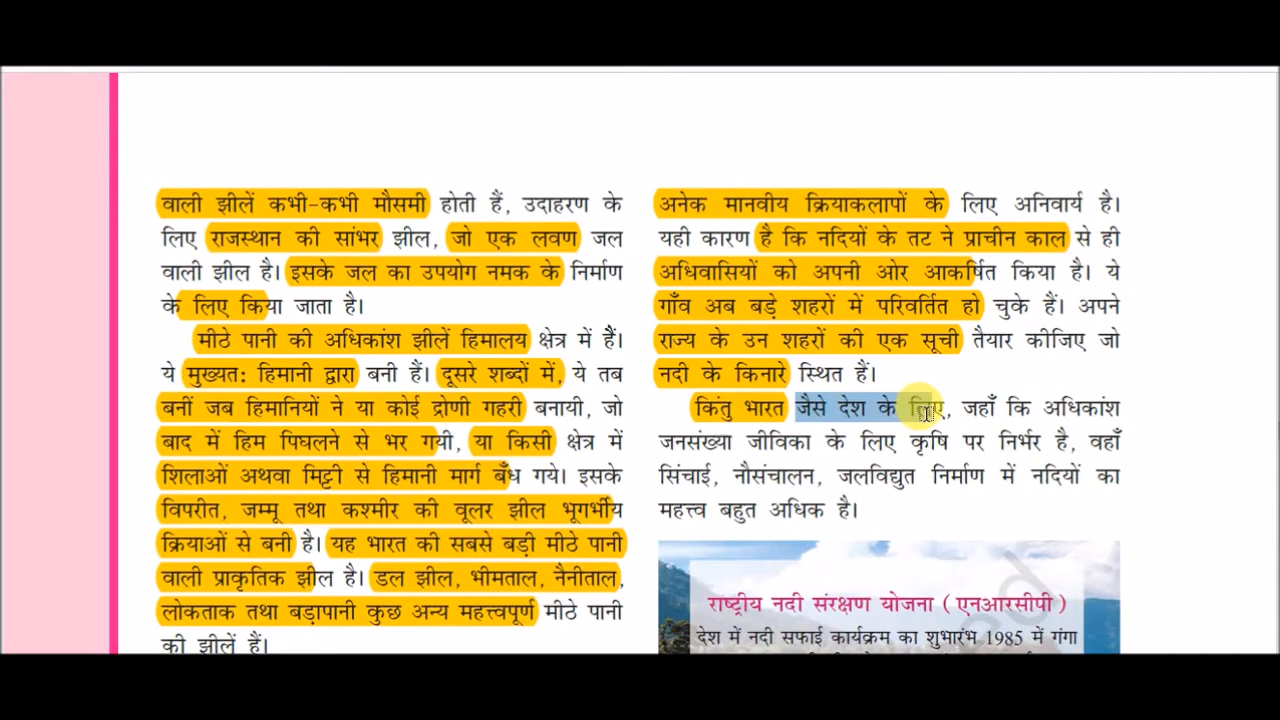 वाली झीलें कभी-कभी मौसमी होती हैं, उदाहरण के
लिए राजस्थान की सांभर झील, जो एक लवण जल
वाली झील है। इसके जल का उपयोग नमक के निर्माण
के लिए किया जाता है।
मीठे पानी की अधिकांश झीलें हिमालय क्षेत्र में हैं।
ये मुख्यत: हिमानी द्वारा बनी हैं। दूसरे शब्दों में, ये तब
बनीं जब हिमानियों ने या कोई द्रोणी गहरी बनायी, जो
बाद में हिम पिघलने से भर गयी, या किसी क्षेत्र में
शिलाओं अथवा मिट्टी से हिमानी मार्ग बँध गये। इसके
विपरीत, जम्मू तथा कश्मीर की वूलर झील भूगर्भीय
क्रियाओं से बनी है। यह भारत की सबसे बड़ी मीठे पानी
वाली प्राकृतिक झील है। डल झील, भीमताल, नैनीताल,
लोकताक तथा बड़ापानी कुछ अन्य महत्त्वपूर्ण मीठे पानी
की झीलें हैं।
अनेक मानवीय क्रियाकलापों के लिए अनिवार्य है।
यही कारण है कि नदियों के तट ने प्राचीन काल से ही
अधिवासियों को अपनी ओर आकर्षित किया है। ये
गाँव अब बड़े शहरों में परिवर्तित हो चुके हैं। अपने
राज्य के उन शहरों की एक सूची तैयार कीजिए जो
नदी के किनारे स्थित हैं।
किंतु भारत जैसे देश के लिए, जहाँ कि अधिकांश
जनसंख्या जीविका के लिए कृषि पर निर्भर है, वहाँ
सिंचाई, नौसंचालन, जलविद्युत निर्माण में नदियों का
महत्त्व बहुत अधिक है।
राष्ट्रीय नदी संरक्षण योजना (एनआरसीपी)
देश में नदी सफाई कार्यक्रम का शुभारंभ 1985 में गंगा